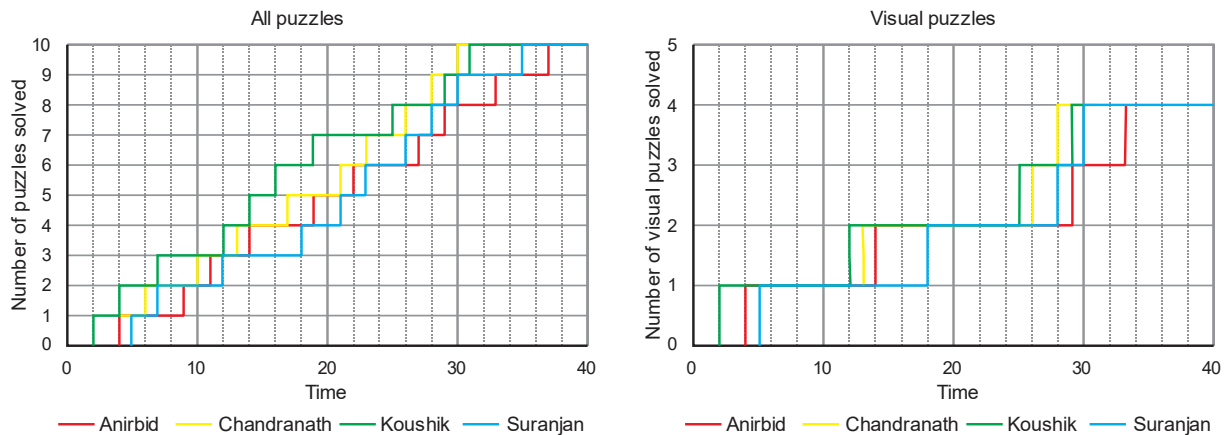 All puzzles
Number of puzzles solved
10
9
8
7
6
5
4
3
2
1
0
0 10 20 30 40
Time
Anirbid Chandranath Koushik Suranjan
Visual puzzles
Number of visual puzzles solved
5
4
3
2
1
0
0 10 20 30 40
Time
Anirbid Chandranath Koushik Suranjan